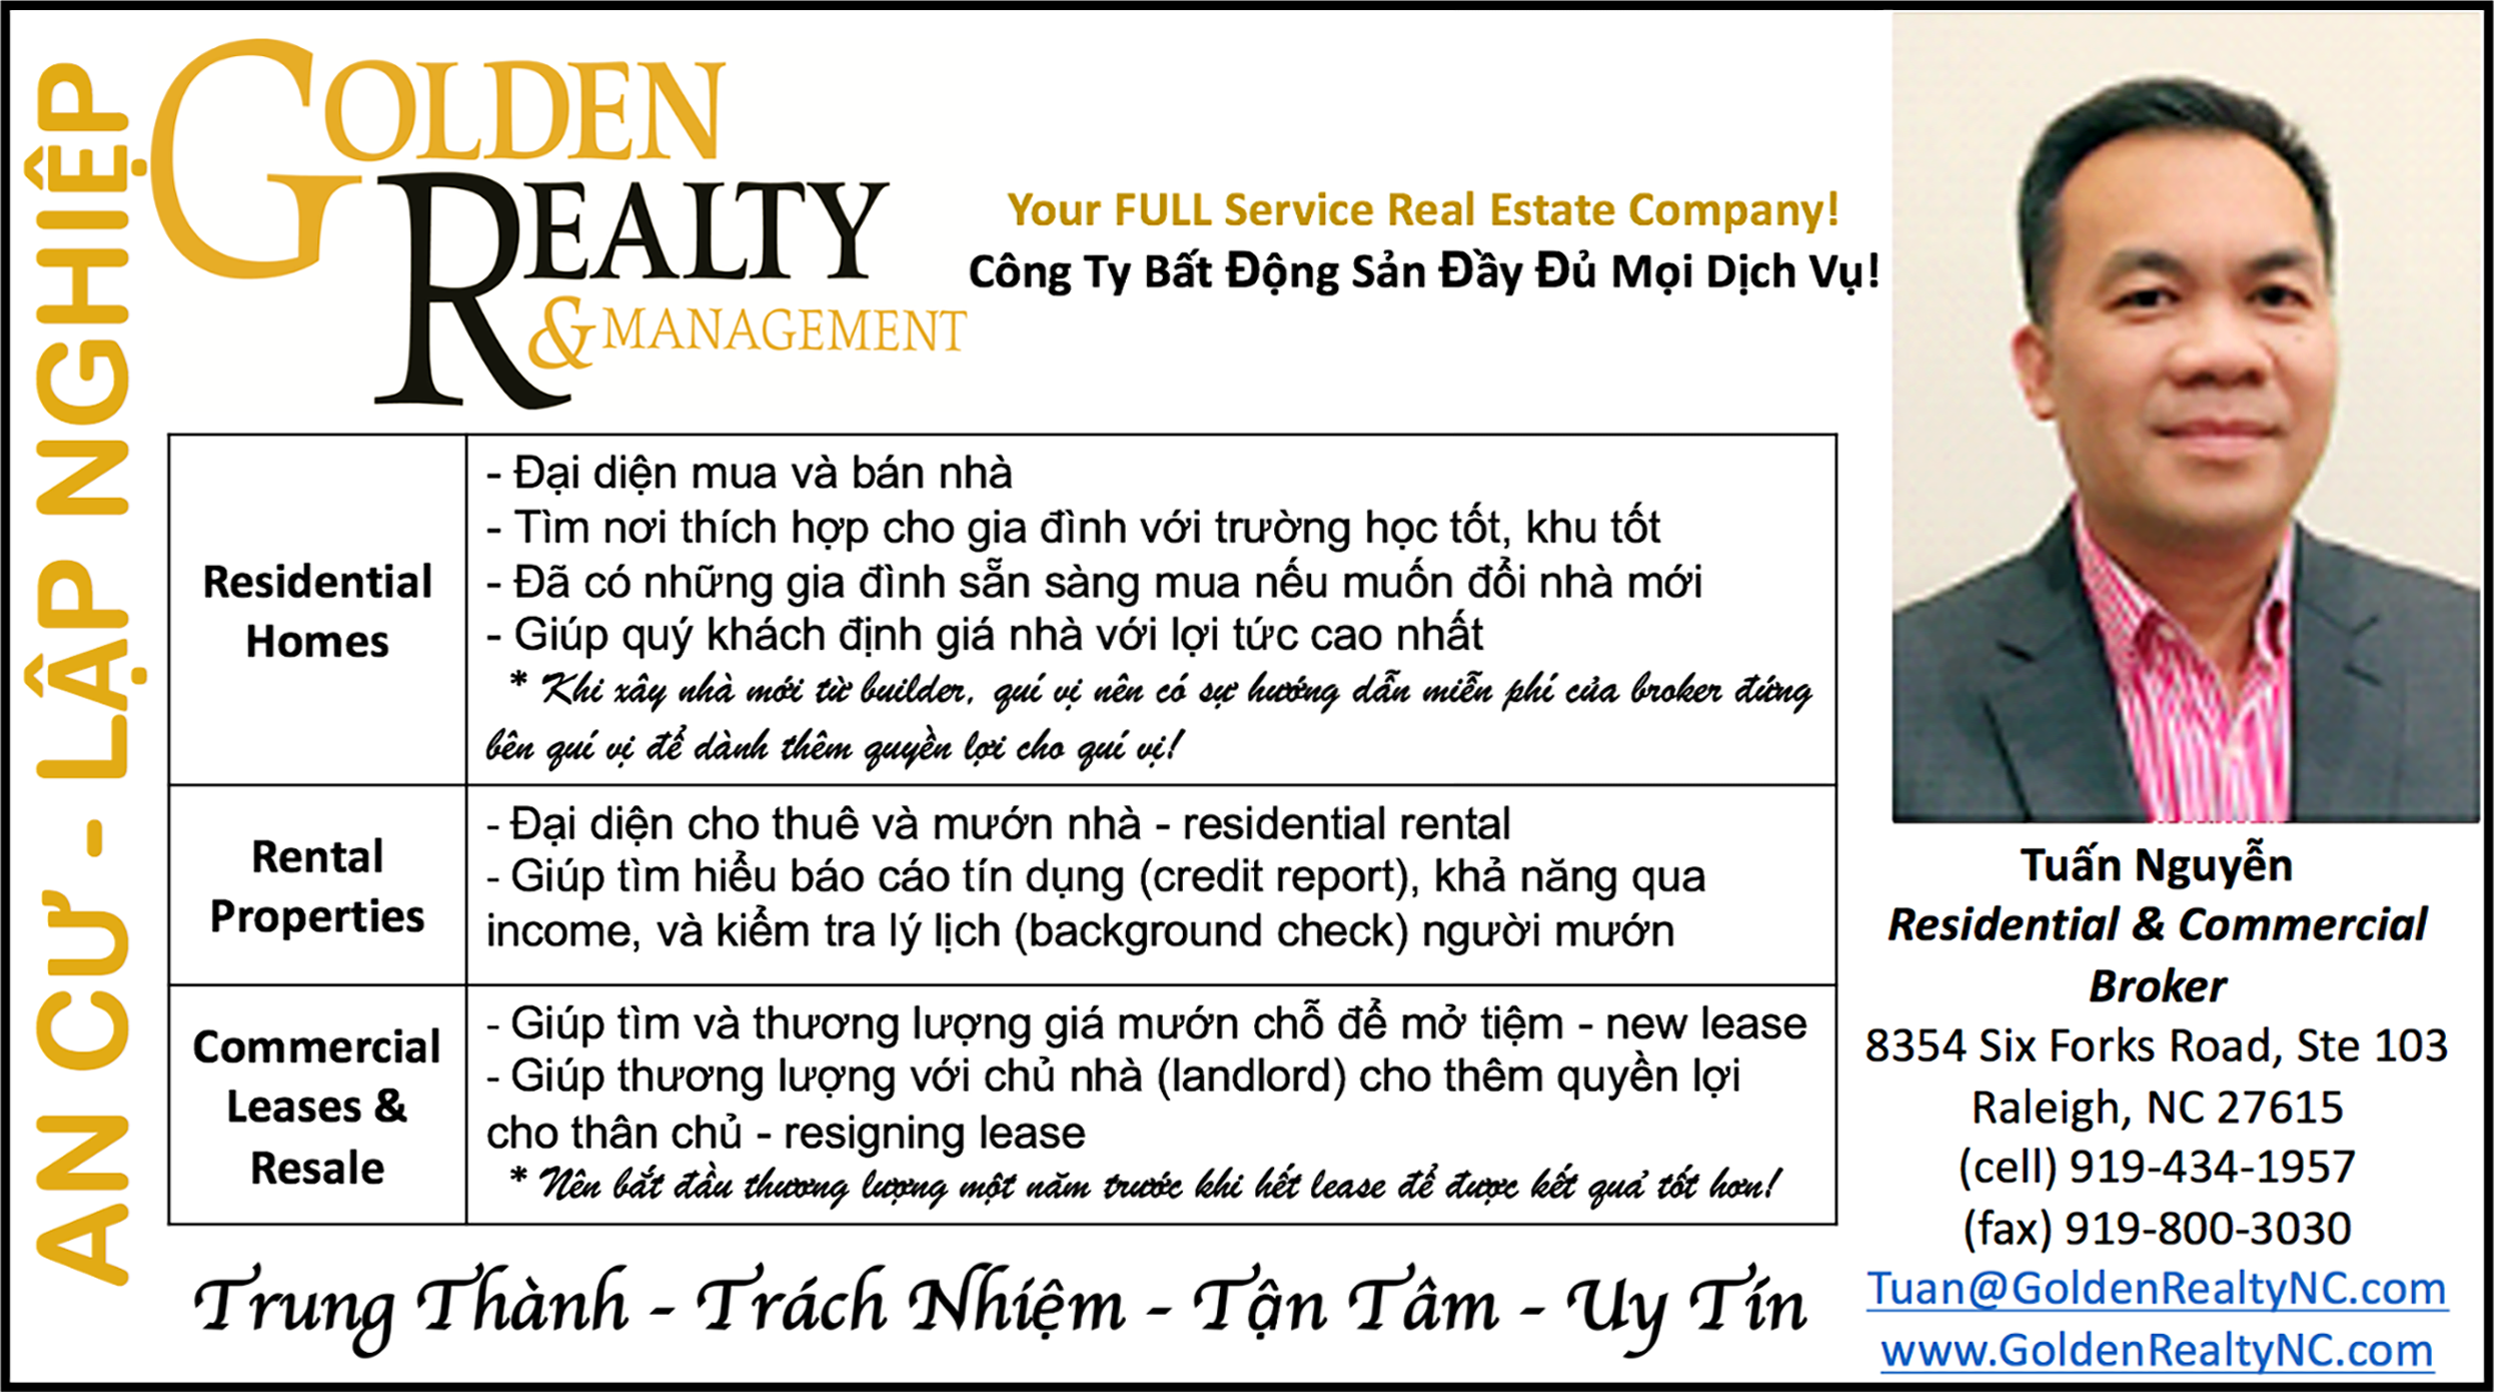 AN CƯ - LẬP NGHIỆP
GOLDEN
REALTY
& MANAGEMENT
Your FULL Service Real Estate Company!
Công Ty Bất Động Sản Đầy Đủ Mọi Dịch Vụ!
Residential
Homes
- Đại diện mua và bán nhà
- Tìm nơi thích hợp cho gia đình với trường học tốt, khu tốt
- Đã có những gia đình sẵn sàng mua nếu muốn đổi nhà mới
- Giúp quý khách định giá nhà với lợi tức cao nhất
* Khi xây nhà mới từ builder, quí vị nên có sự hướng dẫn miễn phí của broker đứng
bên quí vị để dành thêm quyền lợi cho quí vị!
Rental
Properties
- Đại diện cho thuê và mướn nhà - residential rental
- Giúp tìm hiểu báo cáo tín dụng (credit report), khả năng qua
income, và kiểm tra lý lịch (background check) người mướn
Commercial
Leases &
Resale
- Giúp tìm và thương lượng giá mướn chỗ để mở tiệm - new lease
- Giúp thương lượng với chủ nhà (landlord) cho thêm quyền lợi
cho thân chủ - resigning lease
* Nên bắt đầu thương lượng một năm trước khi hết lease để được kết quả tốt hơn!
Trung Thành - Trách Nhiệm - Tận Tâm - Uy Tín
Tuấn Nguyễn
Residential & Commercial
Broker
8354 Six Forks Road, Ste 103
Raleigh, NC 27615
(cell) 919-434-1957
(fax) 919-800-3030
Tuan@GoldenRealtyNC.com
www.GoldenRealtyNC.com